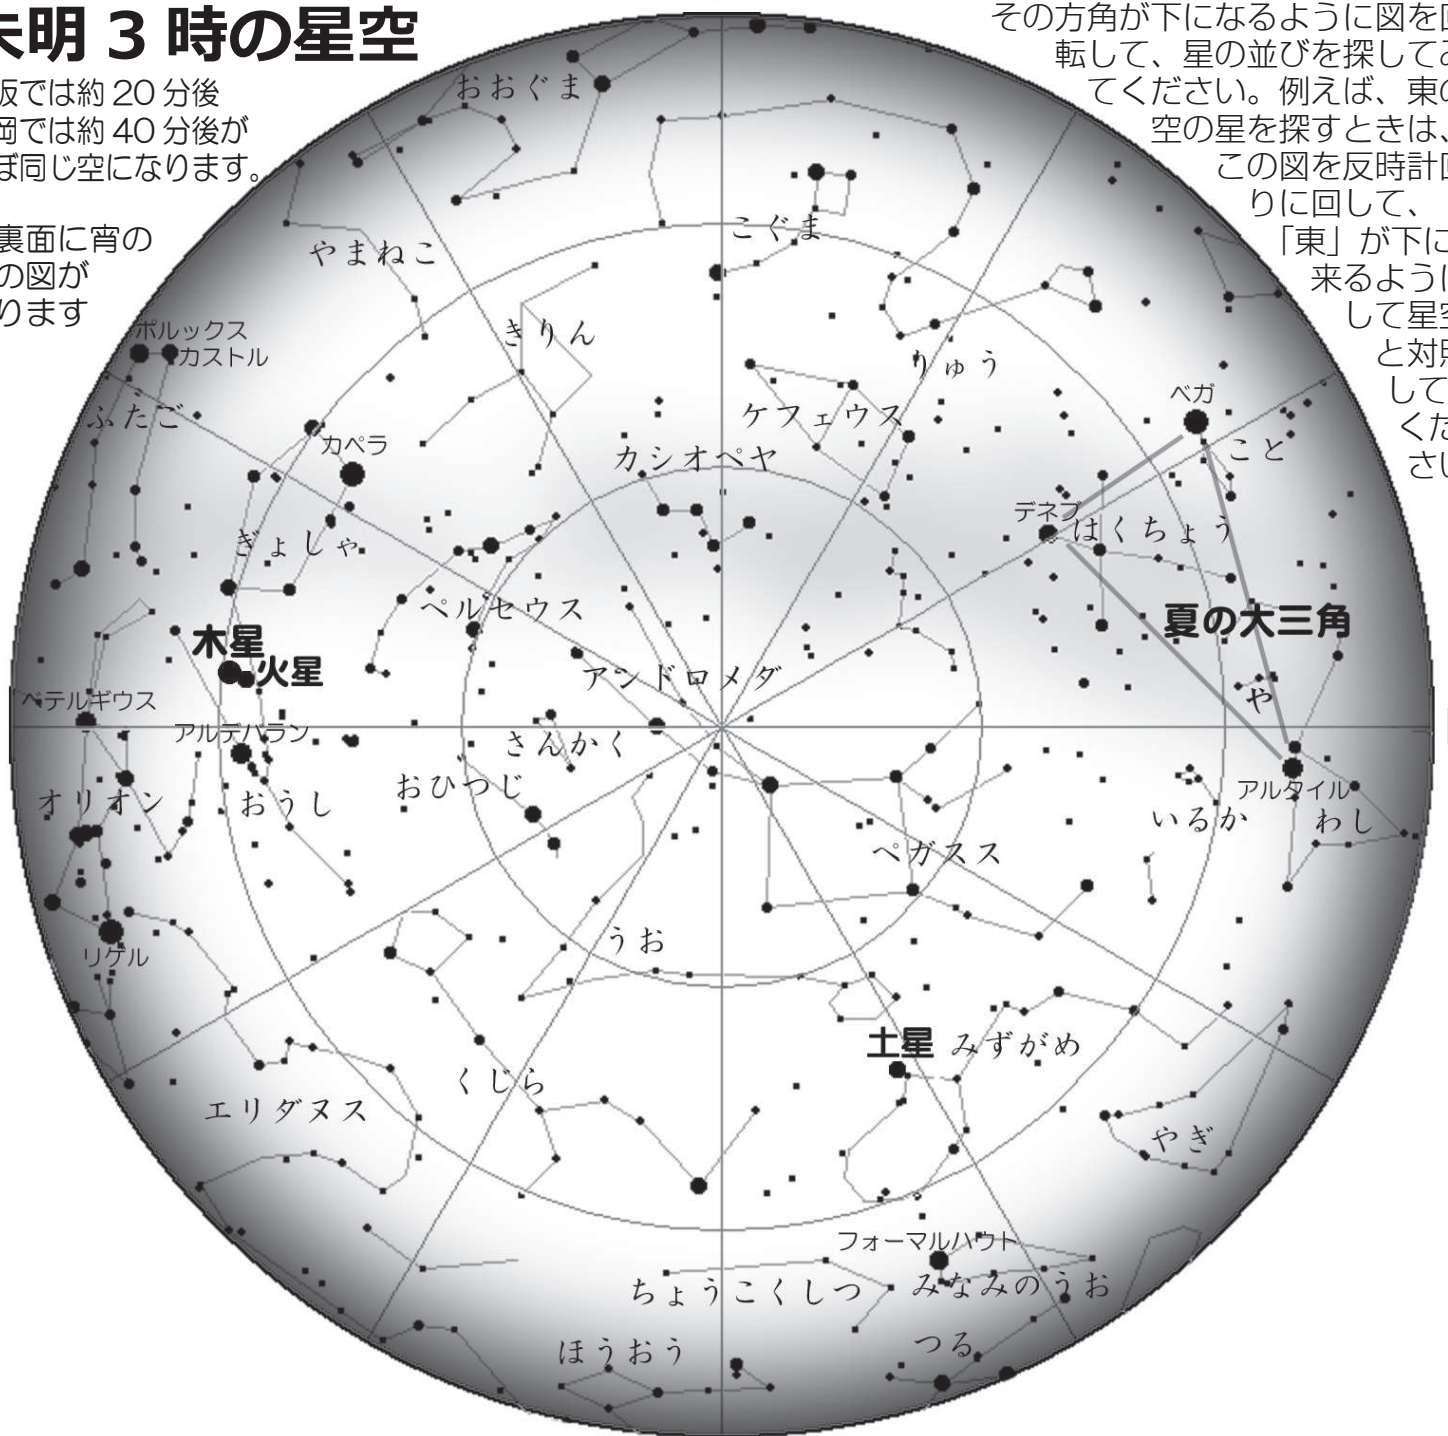 未明 3 時の星空
阪では約 20 分後
岡では約 40 分後が
ぼ同じ空になります。
裏面に宵の
の図が
ります
その方角が下になるように図を回
転して、星の並びを探してみ
てください。例えば、東の
空の星を探すときは、
この図を反時計回
りに回して、
「東」が下に
来るように
して星空
と対照
して
くだ
さい
おおぐま
こぐま
やまねこ
きりん
りゅう
ポルックス
カストル
ふたご
カペラ
ぎょしゃ
ケフェウス
カシオペヤ
ベガ
こと
デネブ
はくちょう
夏の大三角
ペルセウス
アンドロメダ
木星
火星
や
ベテルギウス
アルデバラン
さんかく
おひつじ
おうし
オリオン
アルタイル
いるか
わし
ペガスス
うお
リゲル
土星
みずがめ
くじら
エリダヌス
やぎ
フォーマルハウト
ちょうこくしつ
みなみのうお
ほうおう
つる